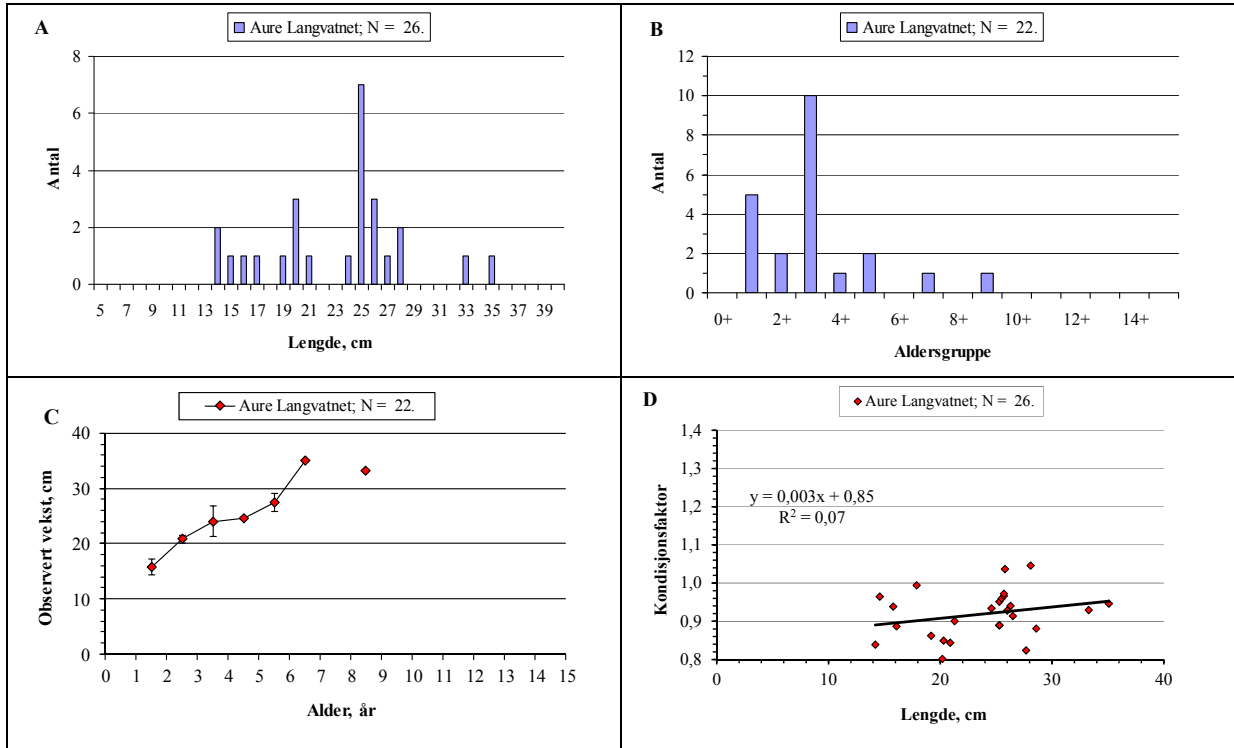 A
Aure Langvatnet; N = 26.
Antal
8
6
4
2
0
5 7 9 11 13 15 17 19 21 23 25 27 29 31 33 35 37 39
Lengde, cm
B
Aure Langvatnet; N = 22.
Antal
12
10
8
6
4
2
0
0+ 2+ 4+ 6+ 8+ 10+ 12+ 14+
Aldersgruppe
C
Aure Langvatnet; N = 22.
Observert vekst, cm
40
30
20
10
0
0 1 2 3 4 5 6 7 8 9 10 11 12 13 14 15
Alder, år
D
Aure Langvatnet; N = 26.
Kondisjonsfaktor
1,4
1,3
1,2
1,1
1,0
0,9
0,8
y = 0,003x + 0,85
R² = 0,07
0 10 20 30 40
Lengde, cm